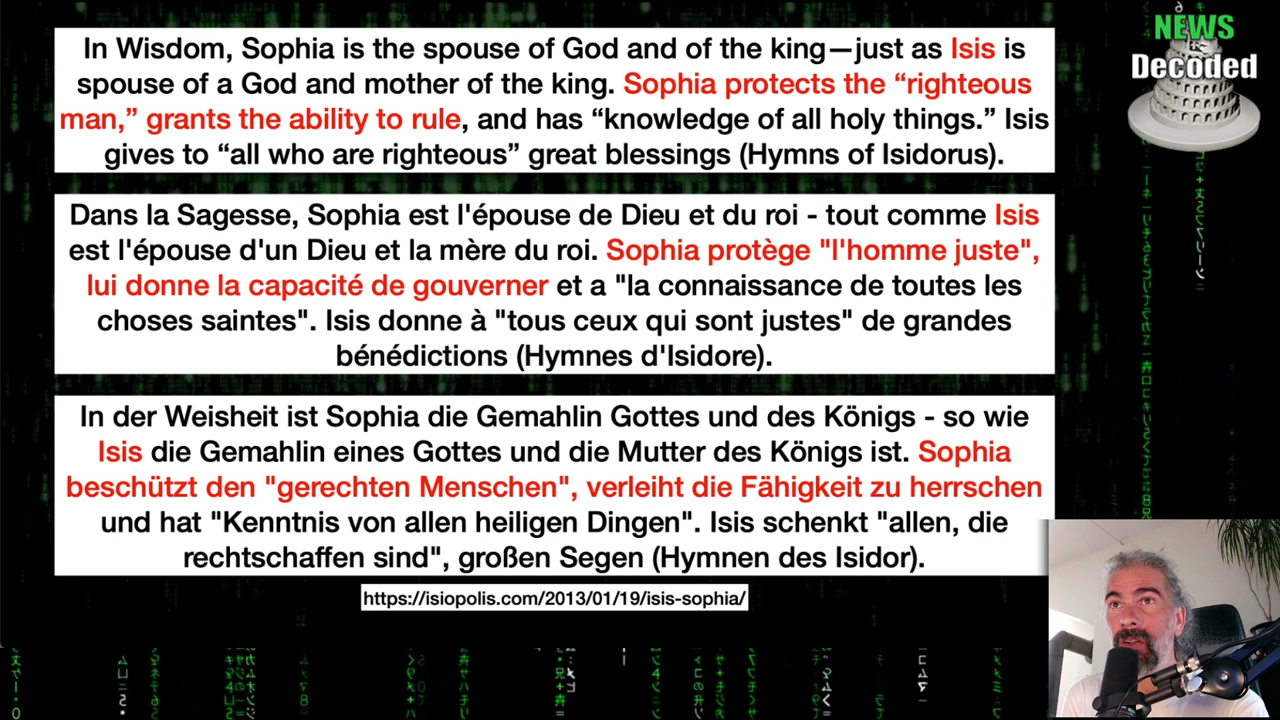 In Wisdom, Sophia is the spouse of God and of the king—just as Isis is
spouse of a God and mother of the king. Sophia protects the “righteous
man,” grants the ability to rule, and has “knowledge of all holy things.” Isis
gives to “all who are righteous” great blessings (Hymns of Isidorus).
Dans la Sagesse, Sophia est l'épouse de Dieu et du roi - tout comme Isis
est l'épouse d'un Dieu et la mère du roi. Sophia protège "l'homme juste",
lui donne la capacité de gouverner et a "la connaissance de toutes les
choses saintes". Isis donne à "tous ceux qui sont justes" de grandes
bénédictions (Hymnes d'Isidore).
In der Weisheit ist Sophia die Gemahlin Gottes und des Königs - so wie
Isis die Gemahlin eines Gottes und die Mutter des Königs ist. Sophia
beschützt den "gerechten Menschen", verleiht die Fähigkeit zu herrschen
und hat "Kenntnis von allen heiligen Dingen". Isis schenkt "allen, die
rechtschaffen sind", großen Segen (Hymnen des Isidor).
https://isiopolis.com/2013/01/19/isis-sophia/
NEWS
Decoded